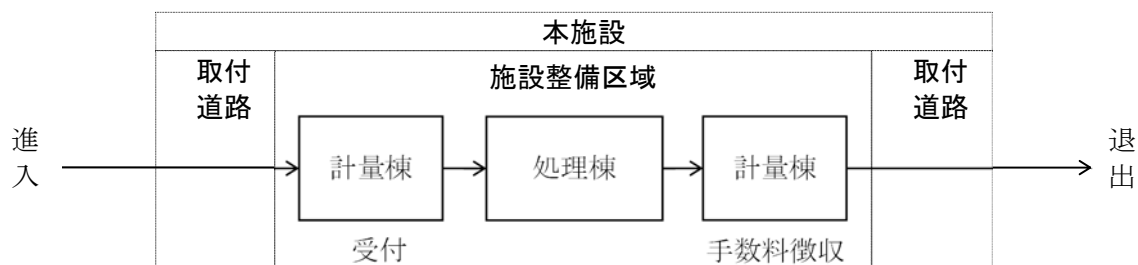 本施設
取付
道路
施設整備区域
取付
道路
進
入
計量棟
処理棟
計量棟
退
出
受付
手数料徴収